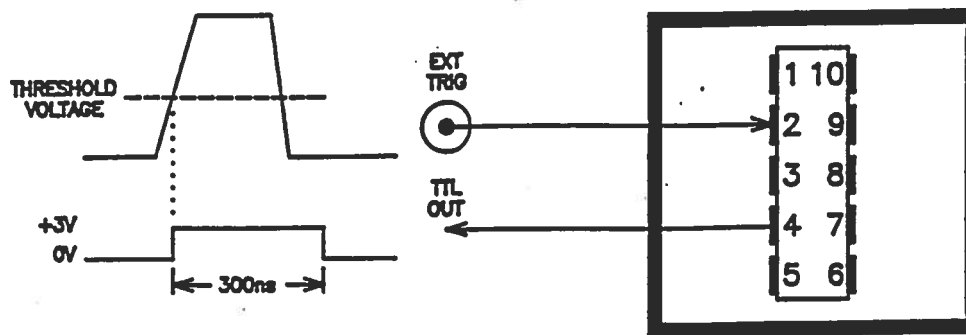 THRESHOLD
VOLTAGE
+3V
0V
300ns
EXT
TRIG
TTL
OUT
1 10
2 9
3 8
4 7
5 6